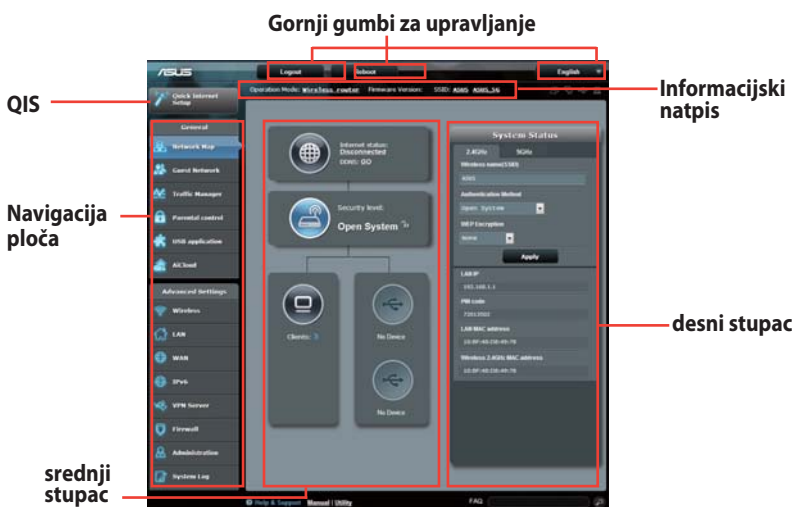 Gornji gumbi za upravljanje
ASUS
Logout
Reboot
English
QIS
Quick Internet
Setup
Operation Mode: Wireless router Firmware Version: SSID: ASUS ASUS_5G
Informacijski
natpis
General
Network Map
Guest Network
Traffic Manager
Parental control
USB application
AiCloud
Navigacija
ploča
Advanced Settings
Wireless
LAN
WAN
IPv6
VPN Server
Firewall
Administration
System Log
Internet status:
Disconnected
DDNS: GO
Security level:
Open System
Clients:
No Device
No Device
System Status
2.4GHz
5GHz
Wireless name(SSID)
ASUS
Authentication Method
Open System
WEP Encryption
None
Apply
LAN IP
192.168.1.1
PIN code
LAN MAC address
Wireless 2.4GHz MAC address
desni stupac
srednji
stupac
Help & Support Manual | Utility
FAQ